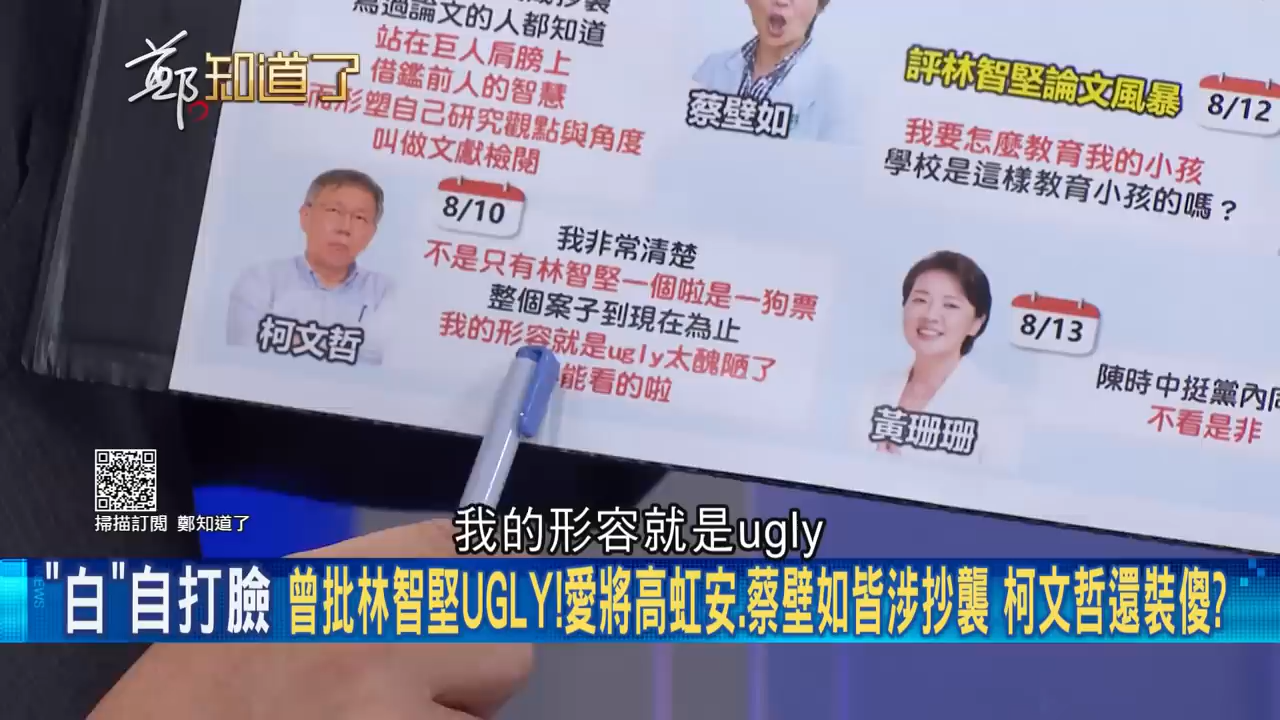 鄭知道了
寫過論文的人都知道
站在巨人肩膀上
借鑑前人的智慧
形塑自己研究觀點與角度
叫做文獻檢閱
蔡壁如
評林智堅論文風暴
8/12
我要怎麼教育我的小孩
學校是這樣教育小孩的嗎？
柯文哲
8/10
我非常清楚
不是只有林智堅一個啦是一狗票
整個案子到現在為止
我的形容就是ugly太醜陋了
能看的啦
黃珊珊
8/13
陳時中挺黨內同
不看是非
掃描訂閱 鄭知道了
我的形容就是ugly
NEWS
"白"自打臉 曾批林智堅UGLY!愛將高虹安.蔡壁如皆涉抄襲 柯文哲還裝傻?